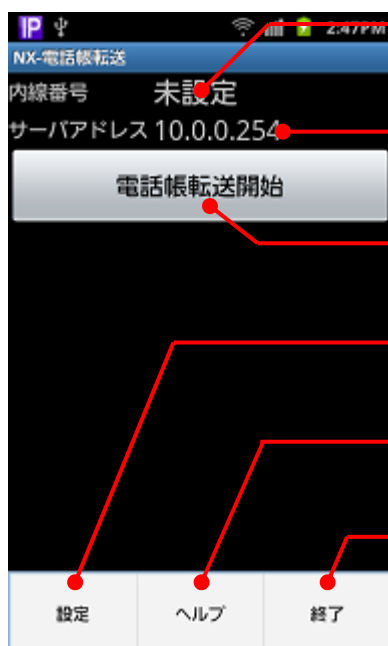 IP 2:47PM
NX-電話帳転送
内線番号 未設定
サーバアドレス 10.0.0.254
電話帳転送開始
設定 ヘルプ 終了